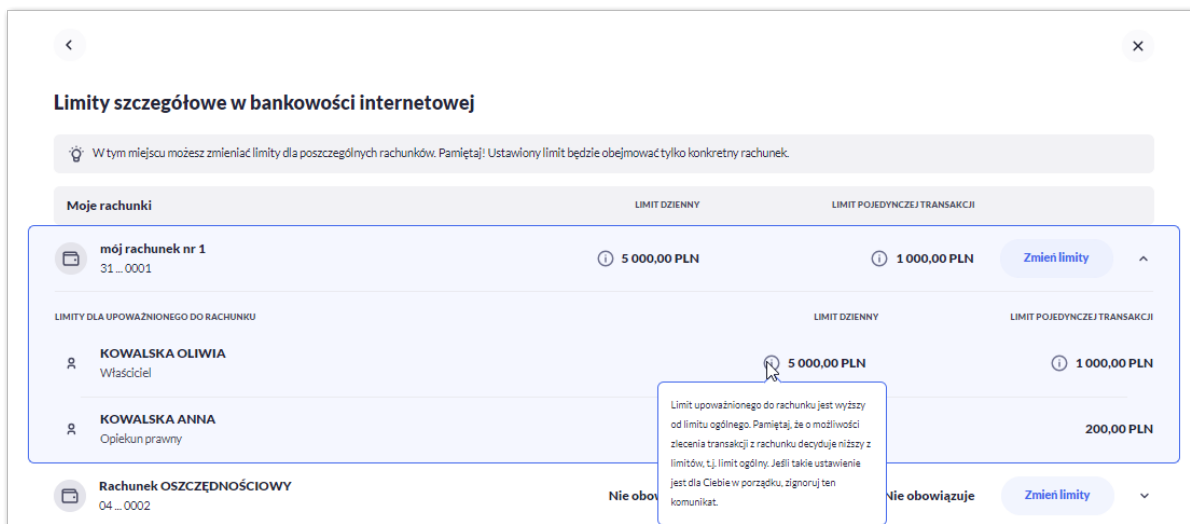 Limity szczegółowe w bankowości internetowej
W tym miejscu możesz zmieniać limity dla poszczególnych rachunków. Pamiętaj! Ustawiony limit będzie obejmować tylko konkretny rachunek.
Moje rachunki LIMIT DZIENNY LIMIT POJEDYNCZEJ TRANSAKCJI
mój rachunek nr 1
31 ... 0001
5 000,00 PLN 1 000,00 PLN Zmień limity
LIMITY DLA UPOWAŻNIONEGO DO RACHUNKU LIMIT DZIENNY LIMIT POJEDYNCZEJ TRANSAKCJI
KOWALSKA OLIWIA
Właściciel
5 000,00 PLN 1 000,00 PLN
KOWALSKA ANNA
Opiekun prawny
200,00 PLN
Limit upoważnionego do rachunku jest wyższy
od limitu ogólnego. Pamiętaj, że o możliwości
zlecenia transakcji z rachunku decyduje niższy z
limitów, t.j. limit ogólny. Jeśli takie ustawienie
jest dla Ciebie w porządku, zignoruj ten
komunikat.
Rachunek OSZCZĘDNOŚCIOWY
04 ... 0002
Nie Nie obowiązuje Zmień limity